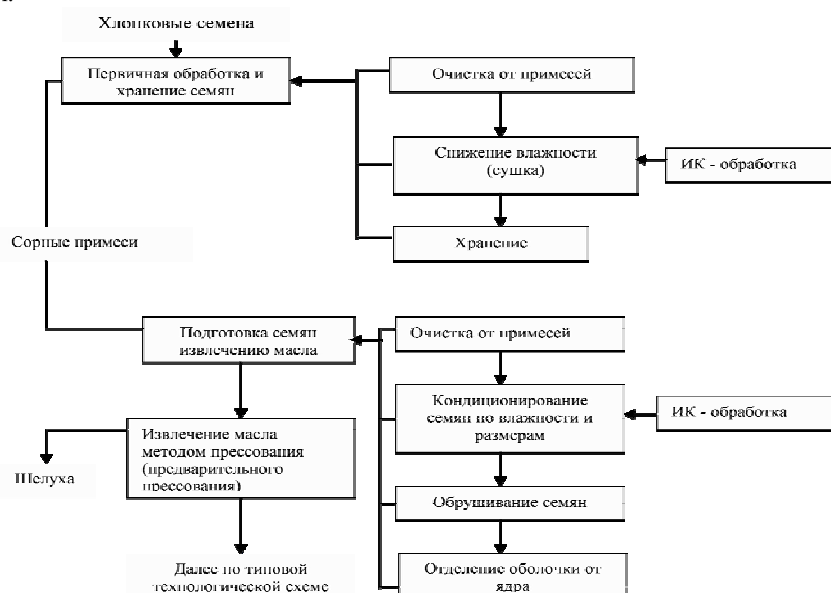 Хлопковые семена
Первичная обработка и
хранение семян
Очистка от примесей
Снижение влажности
(сушка)
ИК - обработка
Хранение
Сорные примеси
Подготовка семян
извлечению масла
Очистка от примесей
Кондиционирование
семян по влажности и
размерам
ИК - обработка
Извлечение масла
методом прессования
(предварительного
прессования)
Шелуха
Обрушивание семян
Далее по типовой
технологической схеме
Отделение оболочки от
ядра